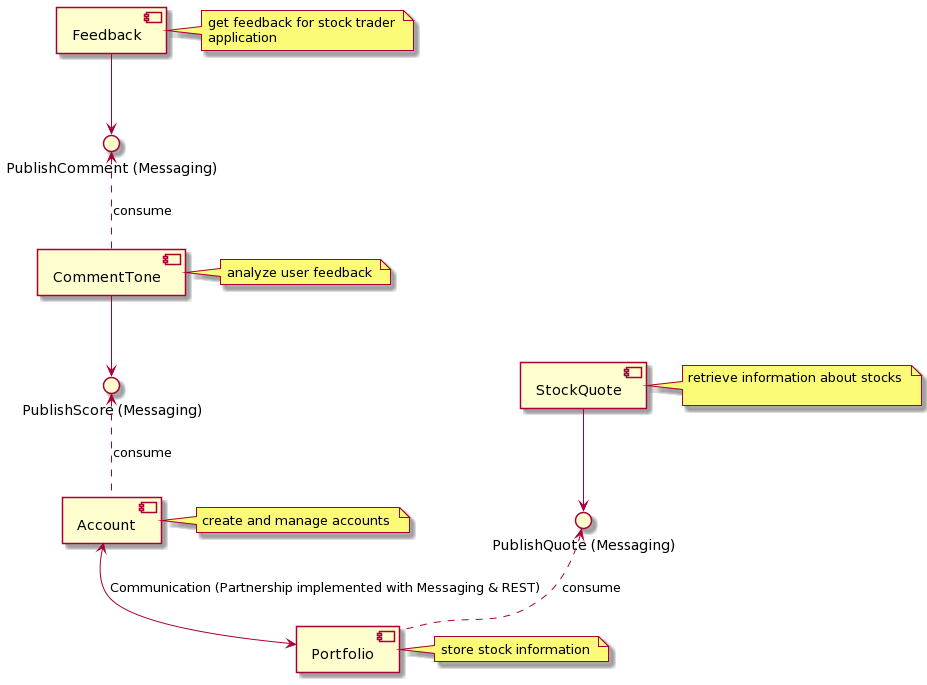 Feedback
get feedback for stock trader
application
PublishComment (Messaging)
consume
CommentTone
analyze user feedback
PublishScore (Messaging)
StockQuote
retrieve information about stocks
consume
Account
create and manage accounts
PublishQuote (Messaging)
Communication (Partnership implemented with Messaging & REST)
consume
Portfolio
store stock information